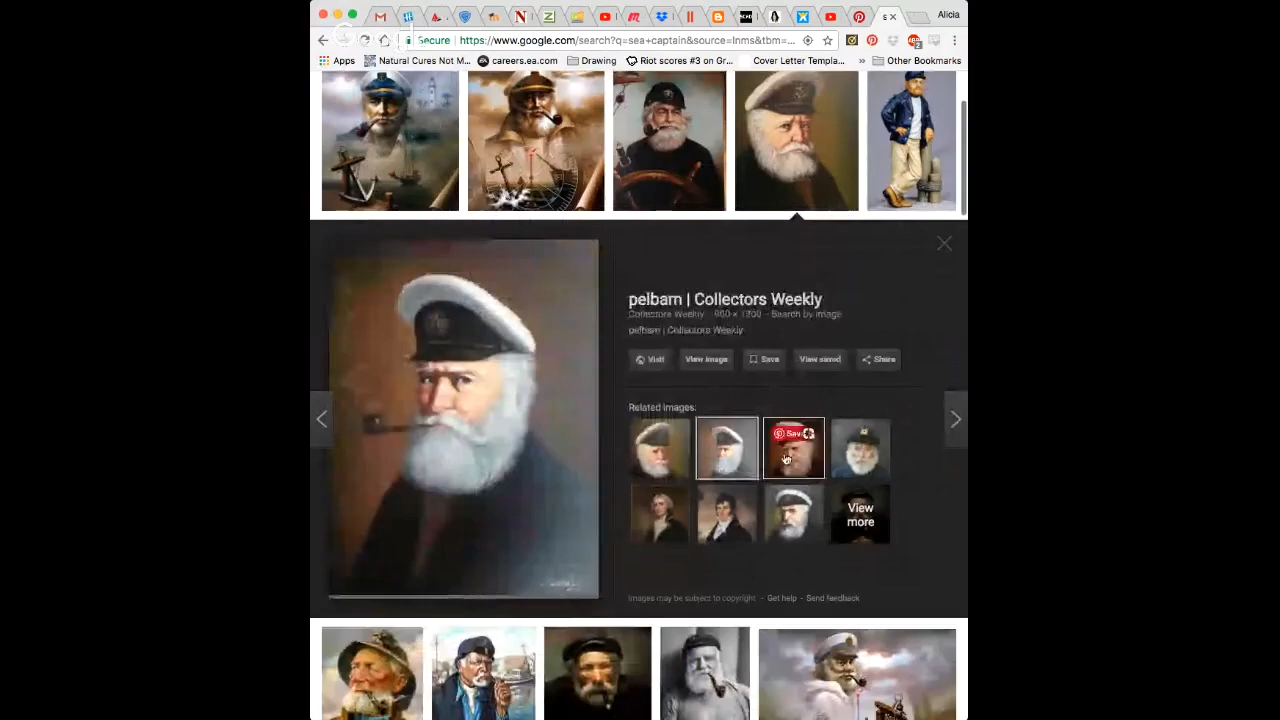 Alicia
Secure https://www.google.com/search?q=sea+captain&source=lnms&tbm=...
Apps Natural Cures Not M... careers.ea.com Drawing Riot scores #3 on Gr... Cover Letter Templa... » Other Bookmarks
pelbarn | Collectors Weekly
Collectors Weekly - 900 × 1200 - Search by image
pelbarn | Collectors Weekly
Visit View image Save View saved Share
Related images:
Save
View more
Images may be subject to copyright. - Get help - Send feedback